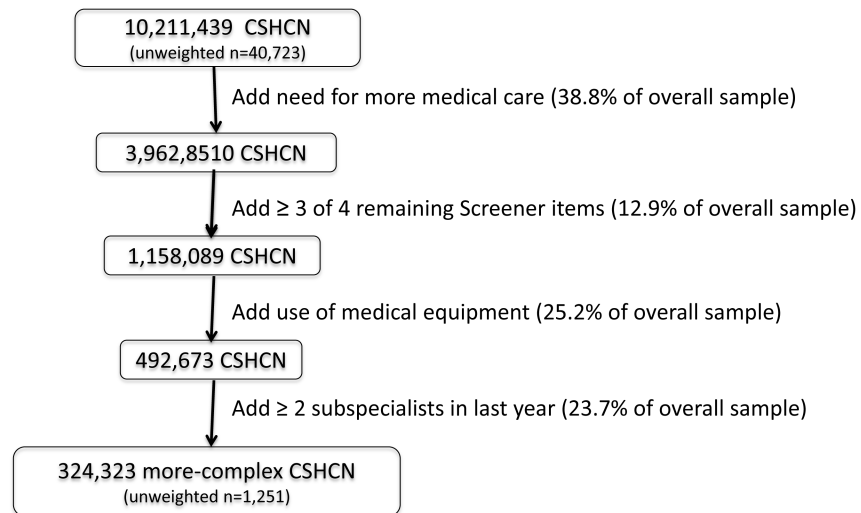 10,211,439 CSHCN
(unweighted n=40,723)
Add need for more medical care (38.8% of overall sample)
3,962,8510 CSHCN
Add ≥ 3 of 4 remaining Screener items (12.9% of overall sample)
1,158,089 CSHCN
Add use of medical equipment (25.2% of overall sample)
492,673 CSHCN
Add ≥ 2 subspecialists in last year (23.7% of overall sample)
324,323 more-complex CSHCN
(unweighted n=1,251)